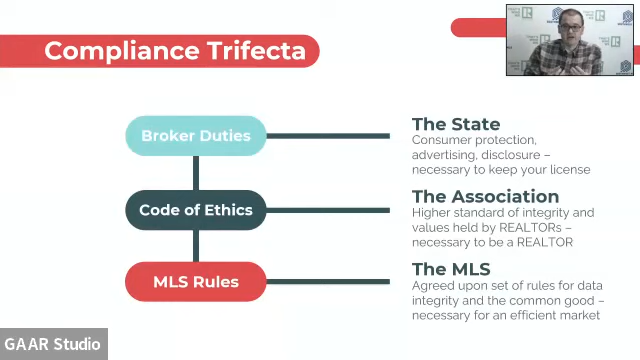 Compliance Trifecta
Broker Duties
The State
Consumer protection,
advertising, disclosure –
necessary to keep your license
Code of Ethics
The Association
Higher standard of integrity and
values held by REALTORs –
necessary to be a REALTOR
MLS Rules
The MLS
Agreed upon set of rules for data
integrity and the common good –
necessary for an efficient market
GAAR Studio